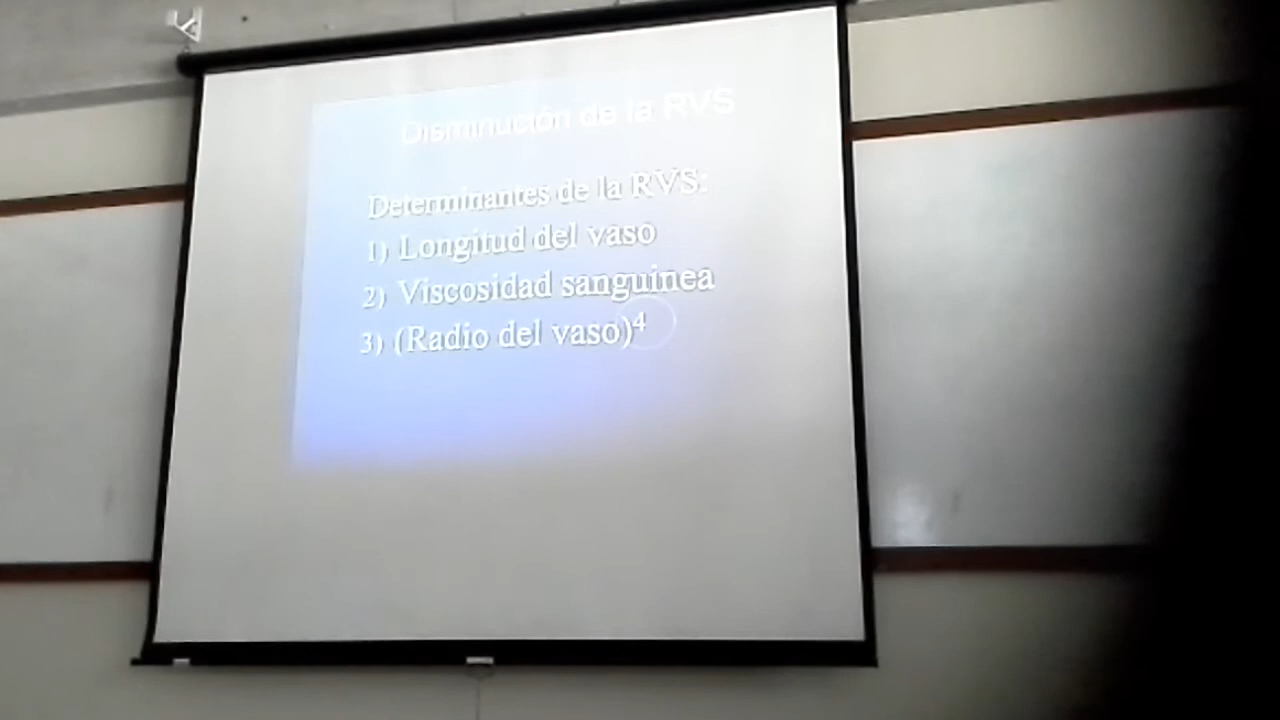 Disminución de la RVS
Determinantes de la RVS:
1) Longitud del vaso
2) Viscosidad sanguinea
3) (Radio del vaso)⁴